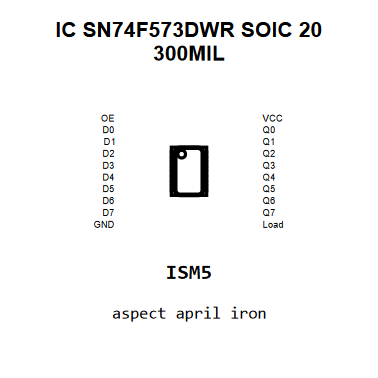 IC SN74F573DWR SOIC 20
300MIL
OE VCC
D0 Q0
D1 Q1
D2 Q2
D3 Q3
D4 Q4
D5 Q5
D6 Q6
D7 Q7
GND Load
ISM5
aspect april iron